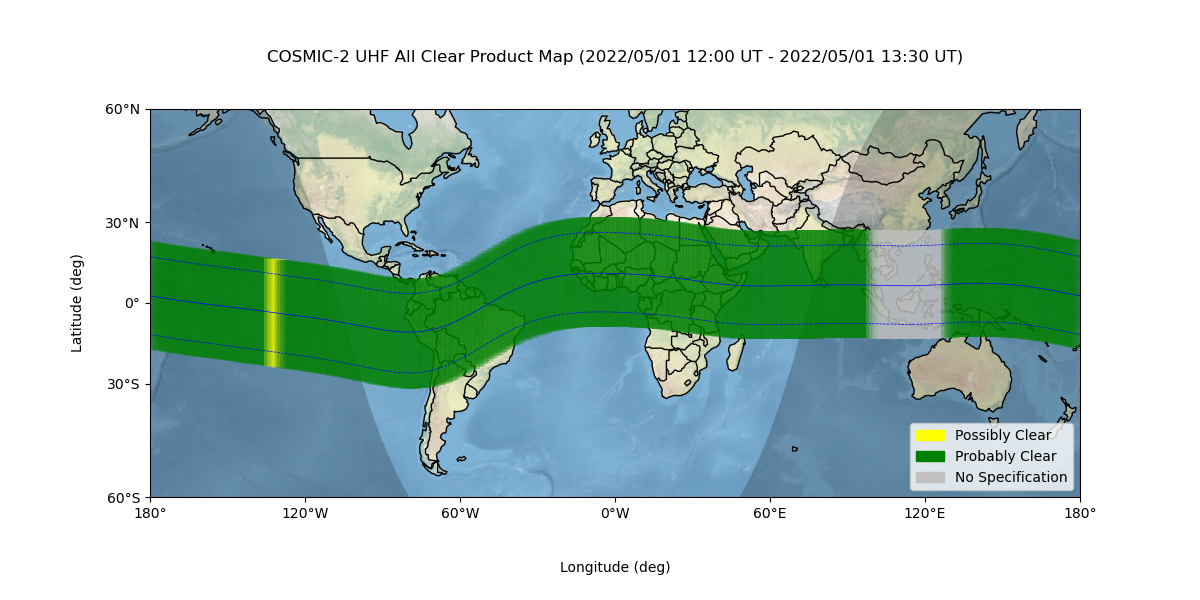 COSMIC-2 UHF All Clear Product Map (2022/05/01 12:00 UT - 2022/05/01 13:30 UT)
60°N
30°N
0°
30°S
60°S
Latitude (deg)
Possibly Clear
Probably Clear
No Specification
180°
120°W
60°W
0°W
60°E
120°E
180°
Longitude (deg)